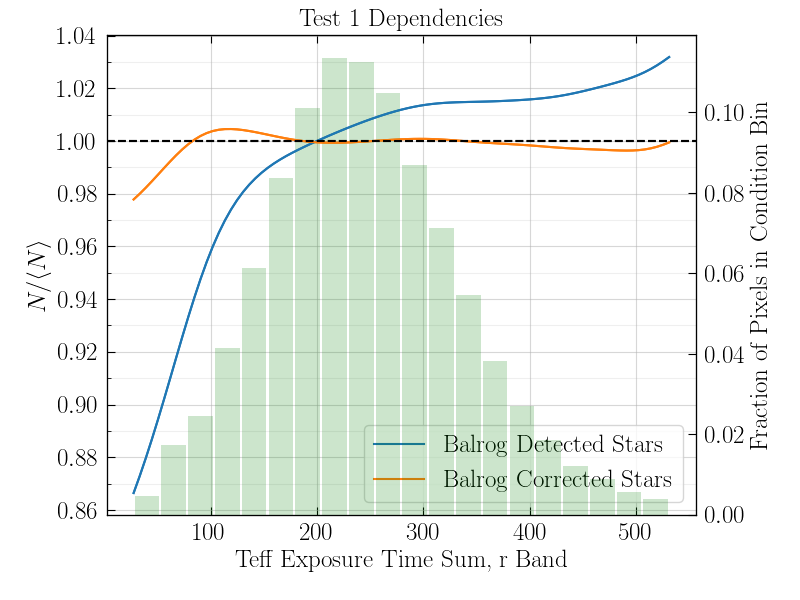 Test 1 Dependencies
1.04
1.02
1.00
0.98
0.96
0.94
0.92
0.90
0.88
0.86
N/⟨N⟩
0.10
0.08
0.06
0.04
0.02
0.00
Fraction of Pixels in Condition Bin
Balrog Detected Stars
Balrog Corrected Stars
100 200 300 400 500
Teff Exposure Time Sum, r Band